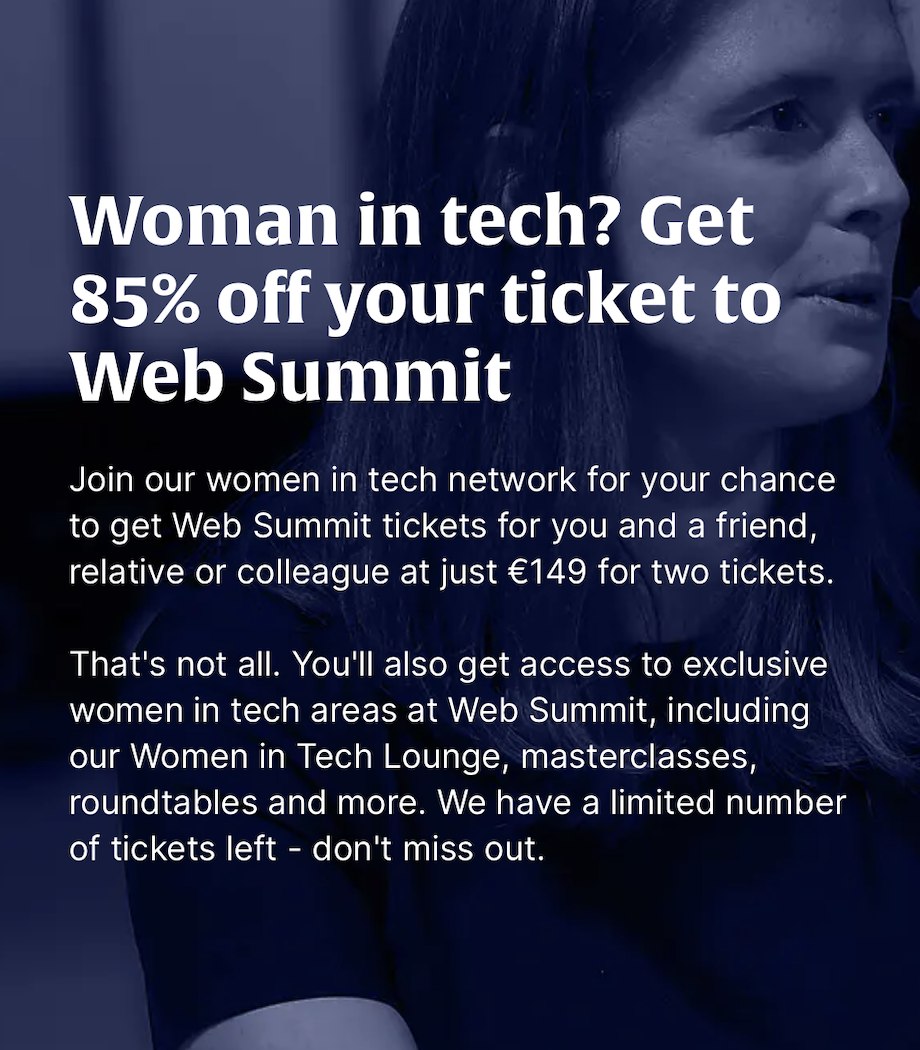 Woman in tech? Get
85% off your ticket to
Web Summit
Join our women in tech network for your chance
to get Web Summit tickets for you and a friend,
relative or colleague at just €149 for two tickets.
That's not all. You'll also get access to exclusive
women in tech areas at Web Summit, including
our Women in Tech Lounge, masterclasses,
roundtables and more. We have a limited number
of tickets left - don't miss out.